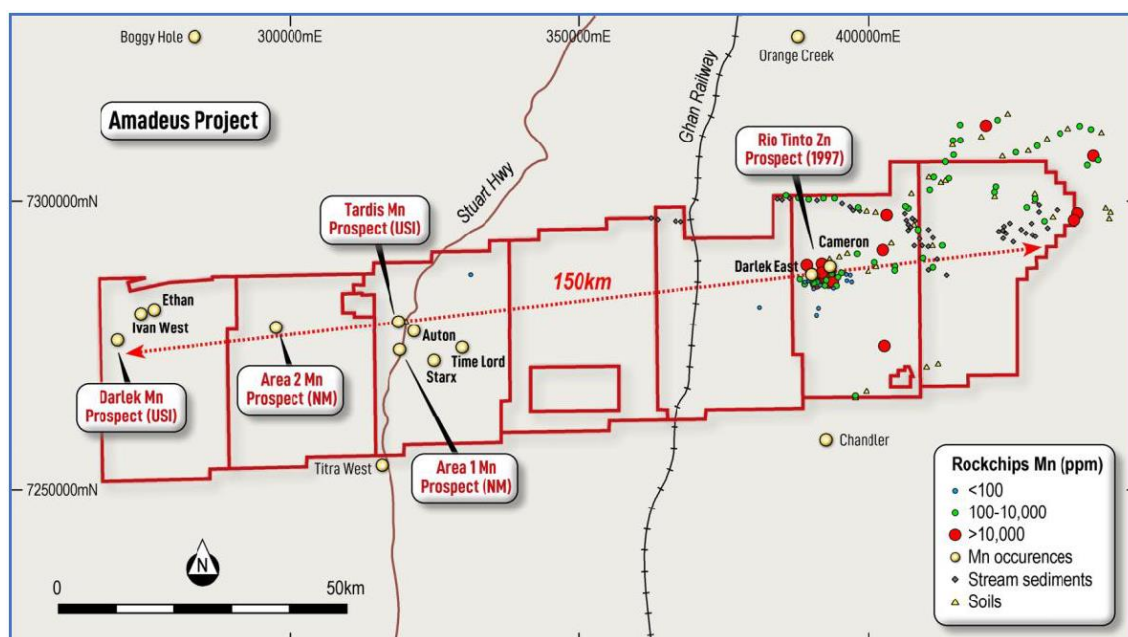 300000mE
350000mE
400000mE
Boggy Hole
Orange Creek
Amadeus Project
Ghan Railway
Rio Tinto Zn
Prospect (1997)
Stuart Hwy
7300000mN
Tardis Mn
Prospect (USI)
Cameron
Darlek East
150km
Ethan
Ivan West
Auton
Time Lord
Starx
Darlek Mn
Prospect (USI)
Area 2 Mn
Prospect (NM)
Area 1 Mn
Prospect (NM)
Titra West
Chandler
7250000mN
Rockchips Mn (ppm)
<100
100-10,000
>10,000
Mn occurences
Stream sediments
Soils
N
0
50km